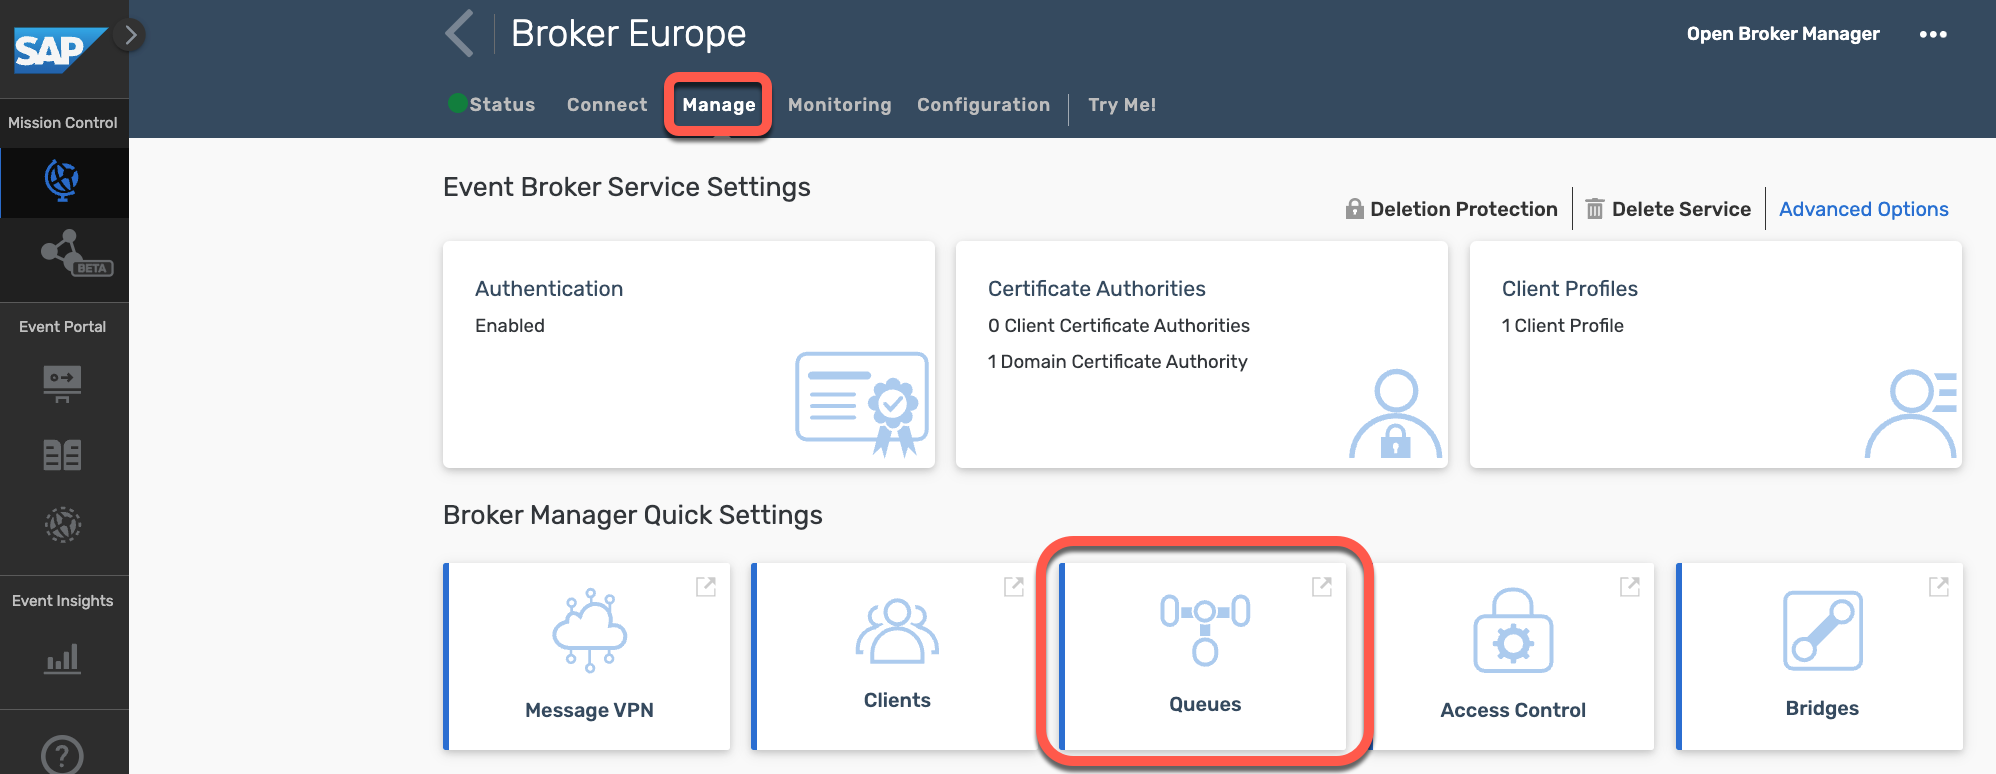 SAP
Broker Europe
Open Broker Manager
Status Connect Manage Monitoring Configuration Try Me!
Mission Control
BETA
Event Portal
Event Insights
?
Event Broker Service Settings
Deletion Protection Delete Service Advanced Options
Authentication
Enabled
Certificate Authorities
0 Client Certificate Authorities
1 Domain Certificate Authority
Client Profiles
1 Client Profile
Broker Manager Quick Settings
Message VPN
Clients
Queues
Access Control
Bridges